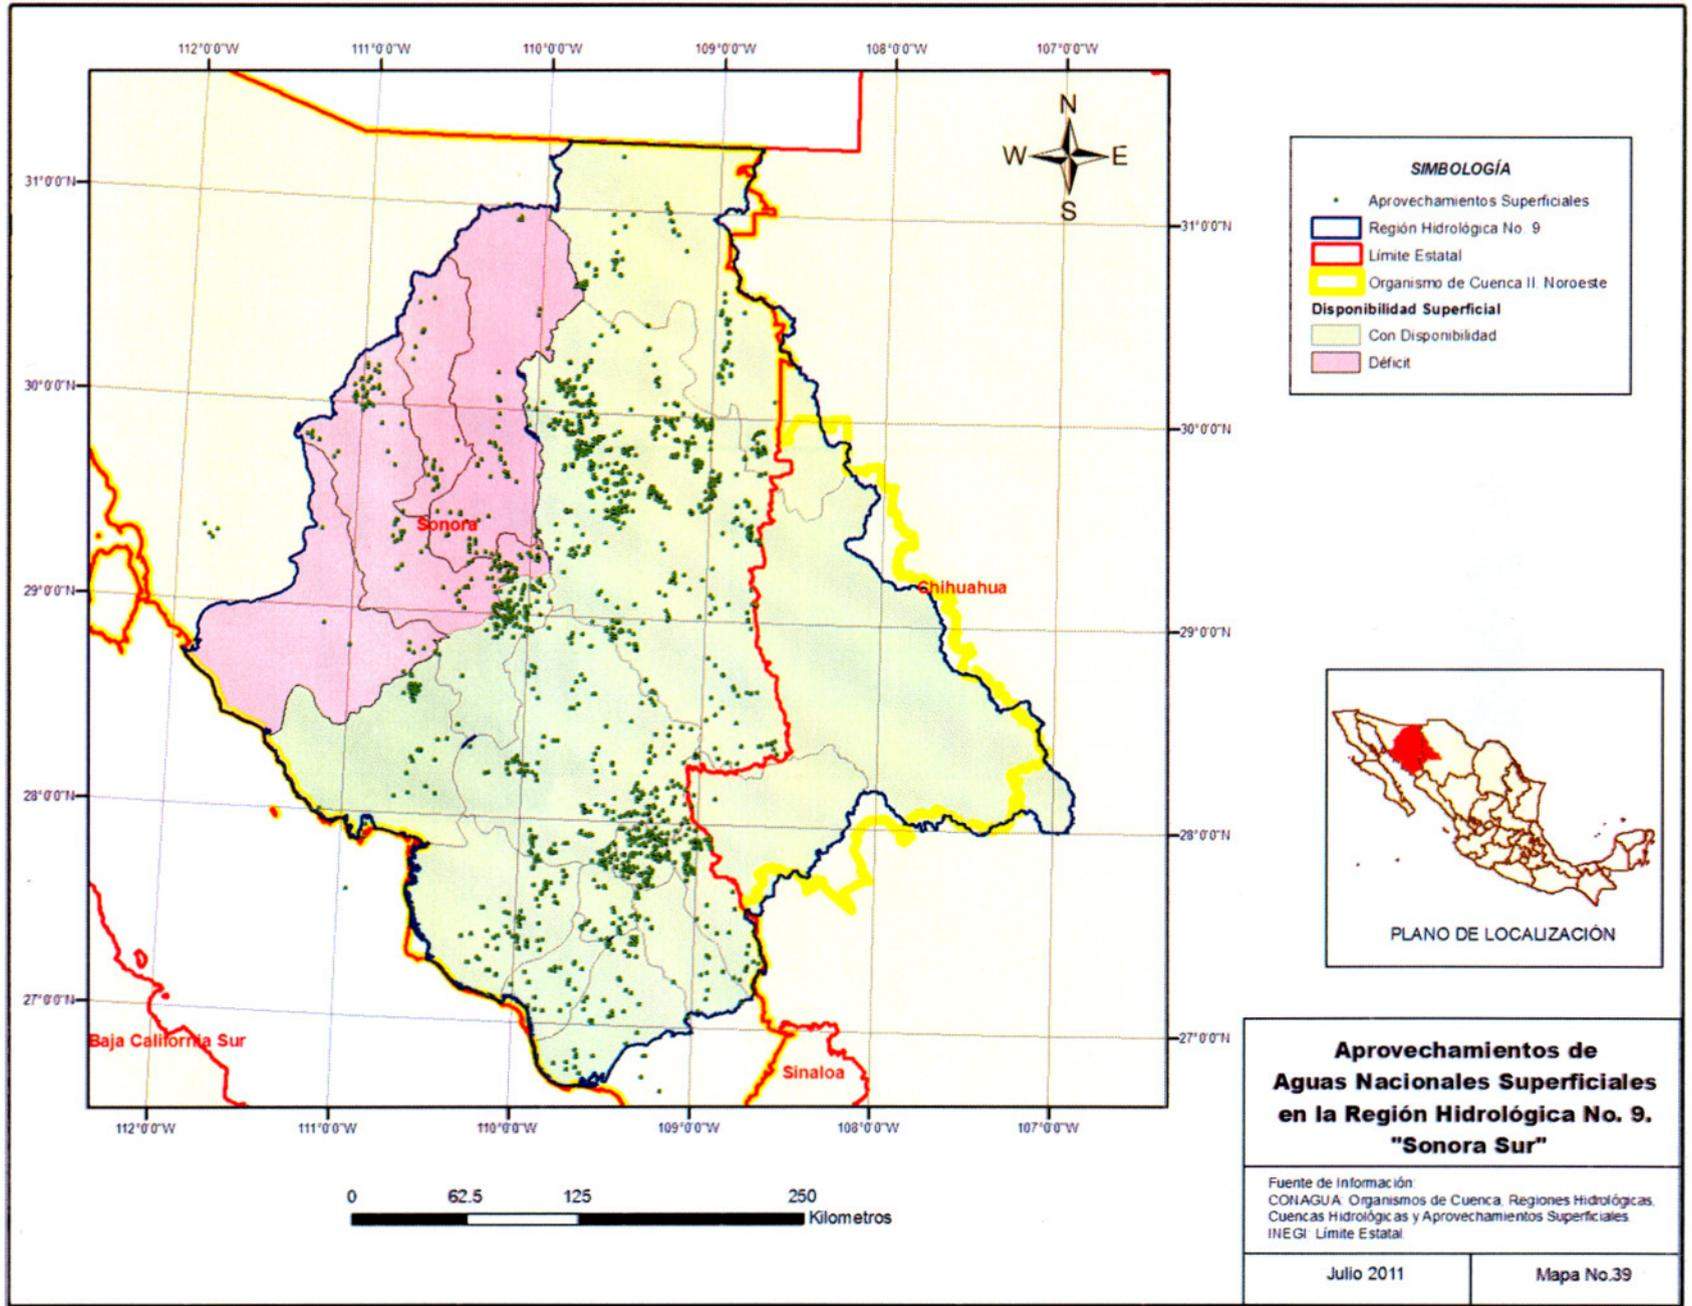 112°0'0"W 111°0'0"W 110°0'0"W 109°0'0"W 108°0'0"W 107°0'0"W
N
W E
S
31°0'0"N
31°0'0"N
30°0'0"N
30°0'0"N
29°0'0"N
29°0'0"N
28°0'0"N
28°0'0"N
27°0'0"N
27°0'0"N
Sonora
Chihuahua
Baja California Sur
Sinaloa
112°0'0"W 111°0'0"W 110°0'0"W 109°0'0"W 108°0'0"W 107°0'0"W
0 62.5 125 250
Kilometros
SIMBOLOGÍA
Aprovechamientos Superficiales
Región Hidrológica No. 9
Límite Estatal
Organismo de Cuenca II. Noroeste
Disponibilidad Superficial
Con Disponibilidad
Déficit
PLANO DE LOCALIZACIÓN
Aprovechamientos de
Aguas Nacionales Superficiales
en la Región Hidrológica No. 9.
"Sonora Sur"
Fuente de Información:
CONAGUA: Organismos de Cuenca, Regiones Hidrológicas,
Cuencas Hidrológicas y Aprovechamientos Superficiales.
INEGI: Límite Estatal.
Julio 2011
Mapa No.39